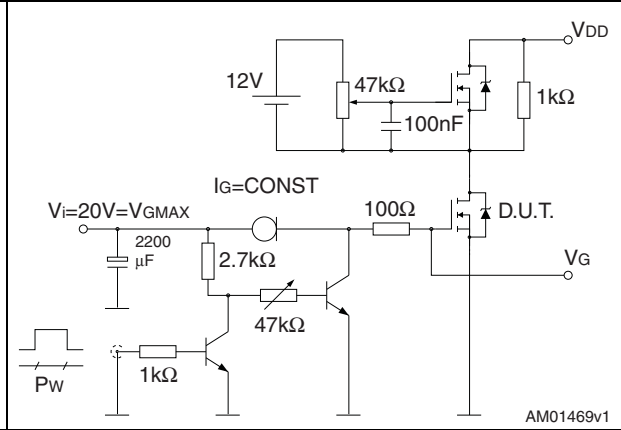 VDD
12V
47kΩ
1kΩ
100nF
IG=CONST
Vi=20V=VGMAX
100Ω
D.U.T.
2200
μF
2.7kΩ
VG
47kΩ
1kΩ
PW
AM01469v1